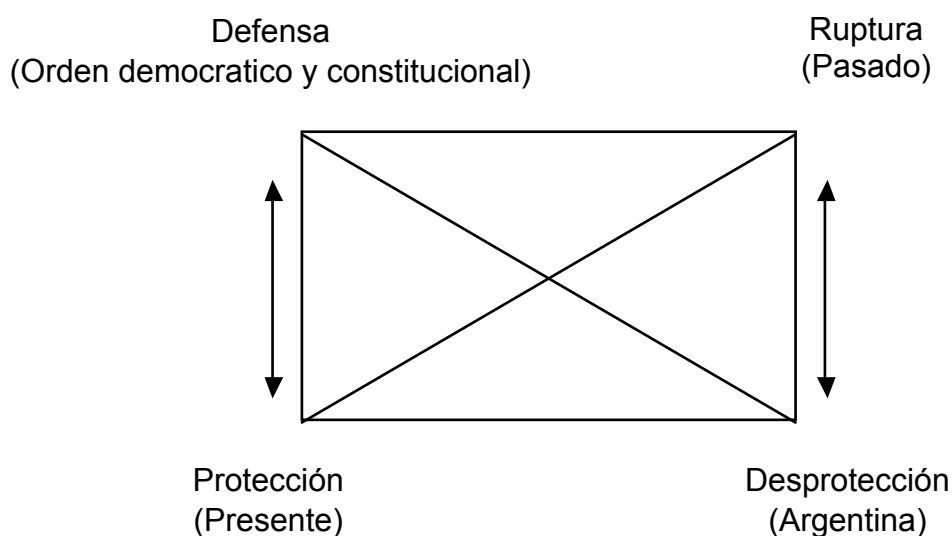 Defensa
(Orden democratico y constitucional)
Ruptura
(Pasado)
Protección
(Presente)
Desprotección
(Argentina)